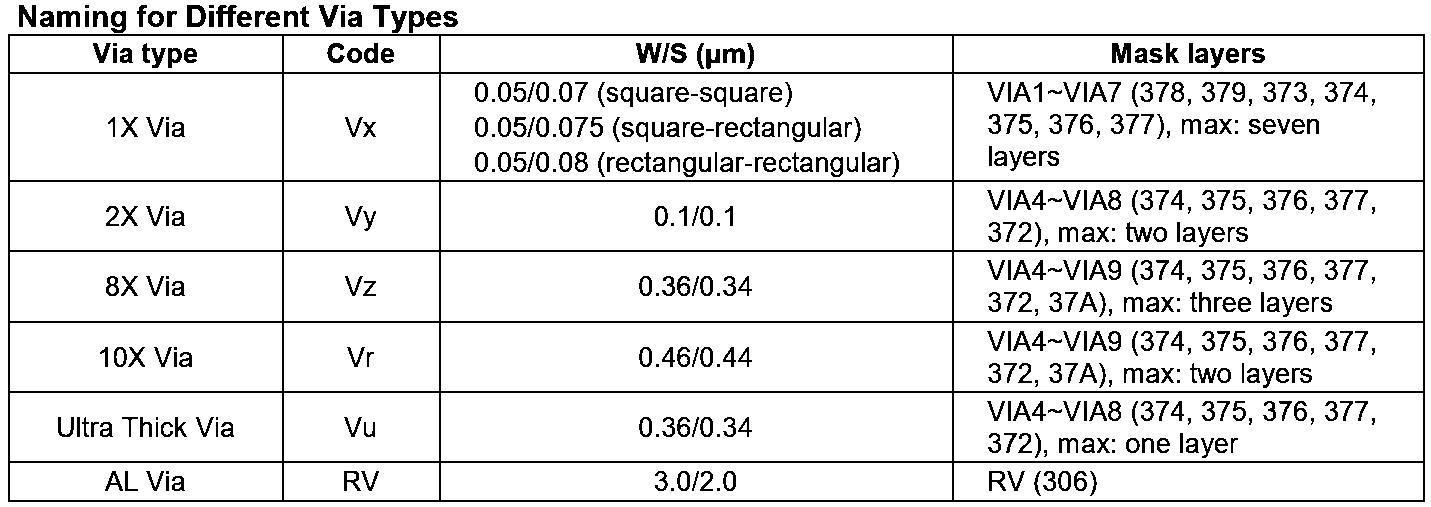 Naming for Different Via Types
Via type Code W/S (µm) Mask layers
1X Via Vx 0.05/0.07 (square-square)
0.05/0.075 (square-rectangular)
0.05/0.08 (rectangular-rectangular)
VIA1~VIA7 (378, 379, 373, 374,
375, 376, 377), max: seven
layers
2X Via Vy 0.1/0.1
VIA4~VIA8 (374, 375, 376, 377,
372), max: two layers
8X Via Vz 0.36/0.34
VIA4~VIA9 (374, 375, 376, 377,
372, 37A), max: three layers
10X Via Vr 0.46/0.44
VIA4~VIA9 (374, 375, 376, 377,
372, 37A), max: two layers
Ultra Thick Via Vu 0.36/0.34
VIA4~VIA8 (374, 375, 376, 377,
372), max: one layer
AL Via RV 3.0/2.0 RV (306)